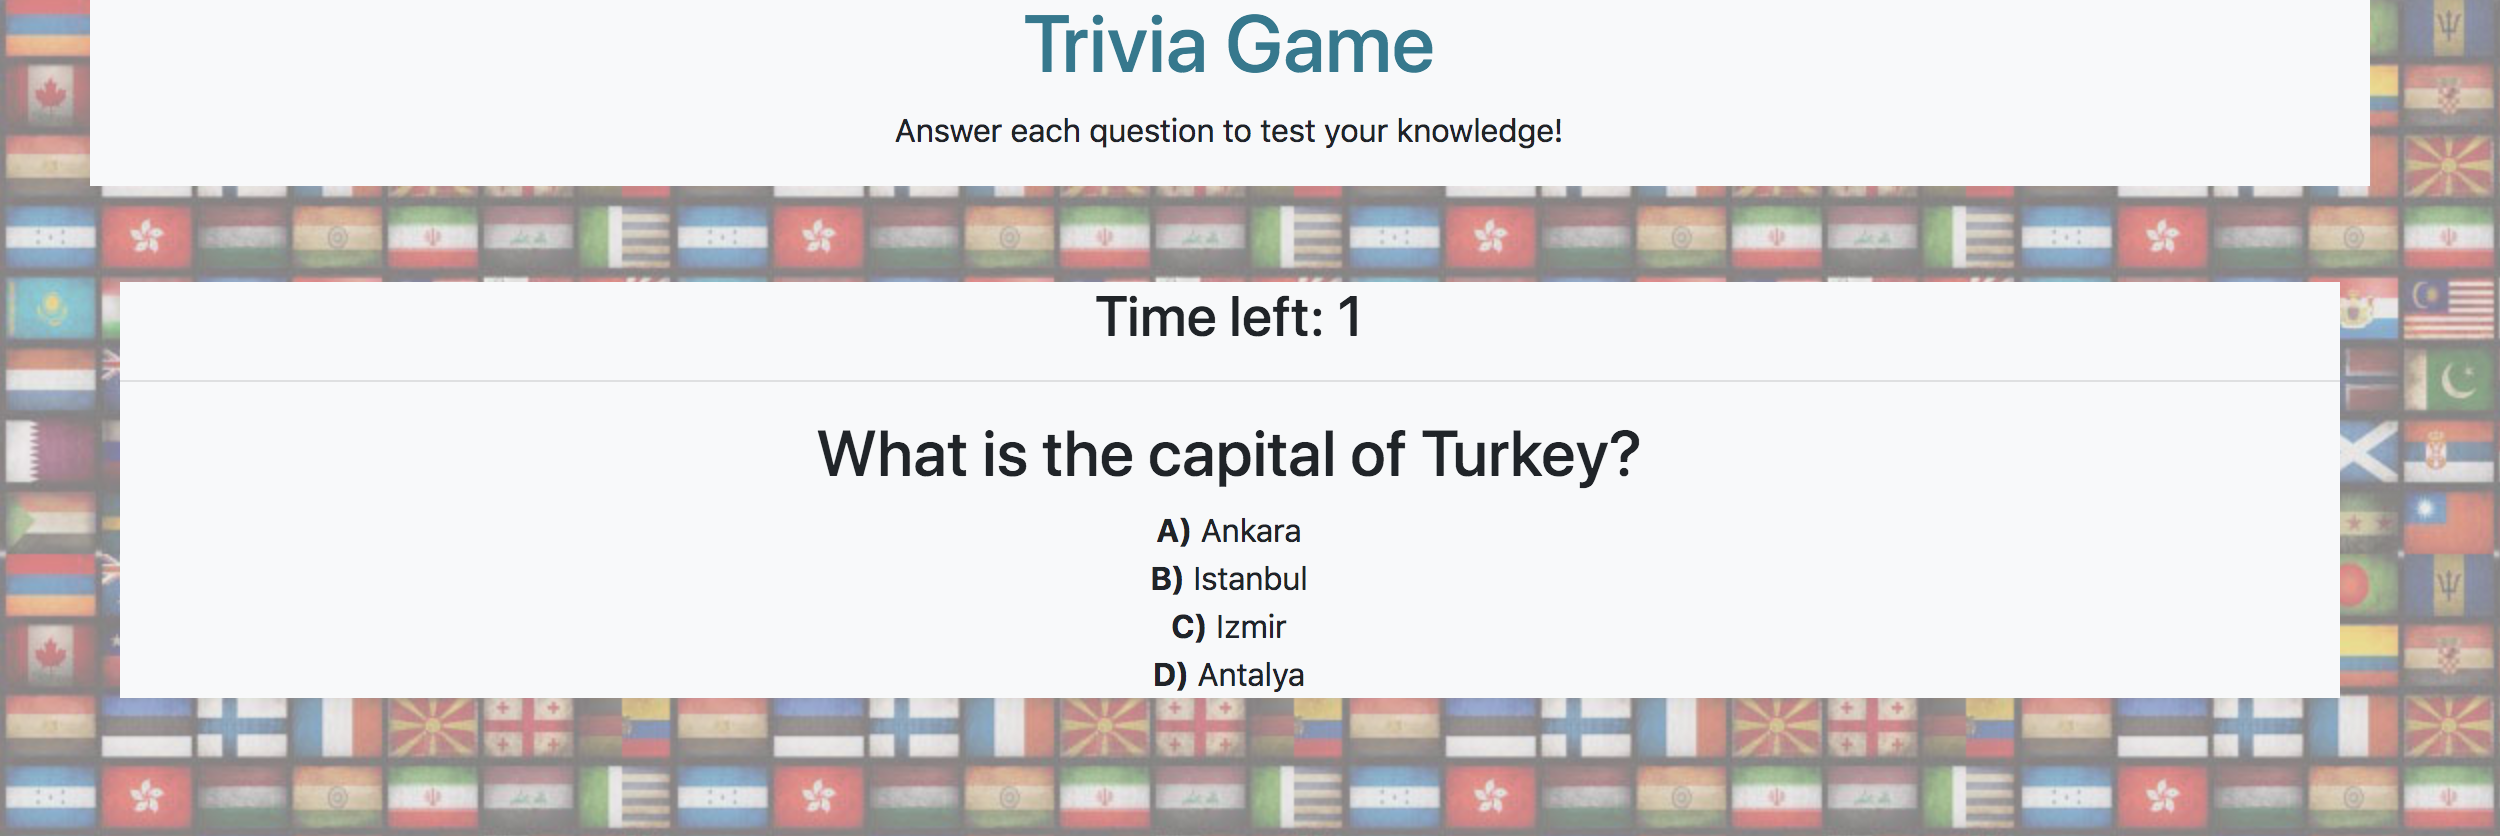 Trivia Game
Answer each question to test your knowledge!
Time left: 1
What is the capital of Turkey?
A) Ankara
B) Istanbul
C) Izmir
D) Antalya